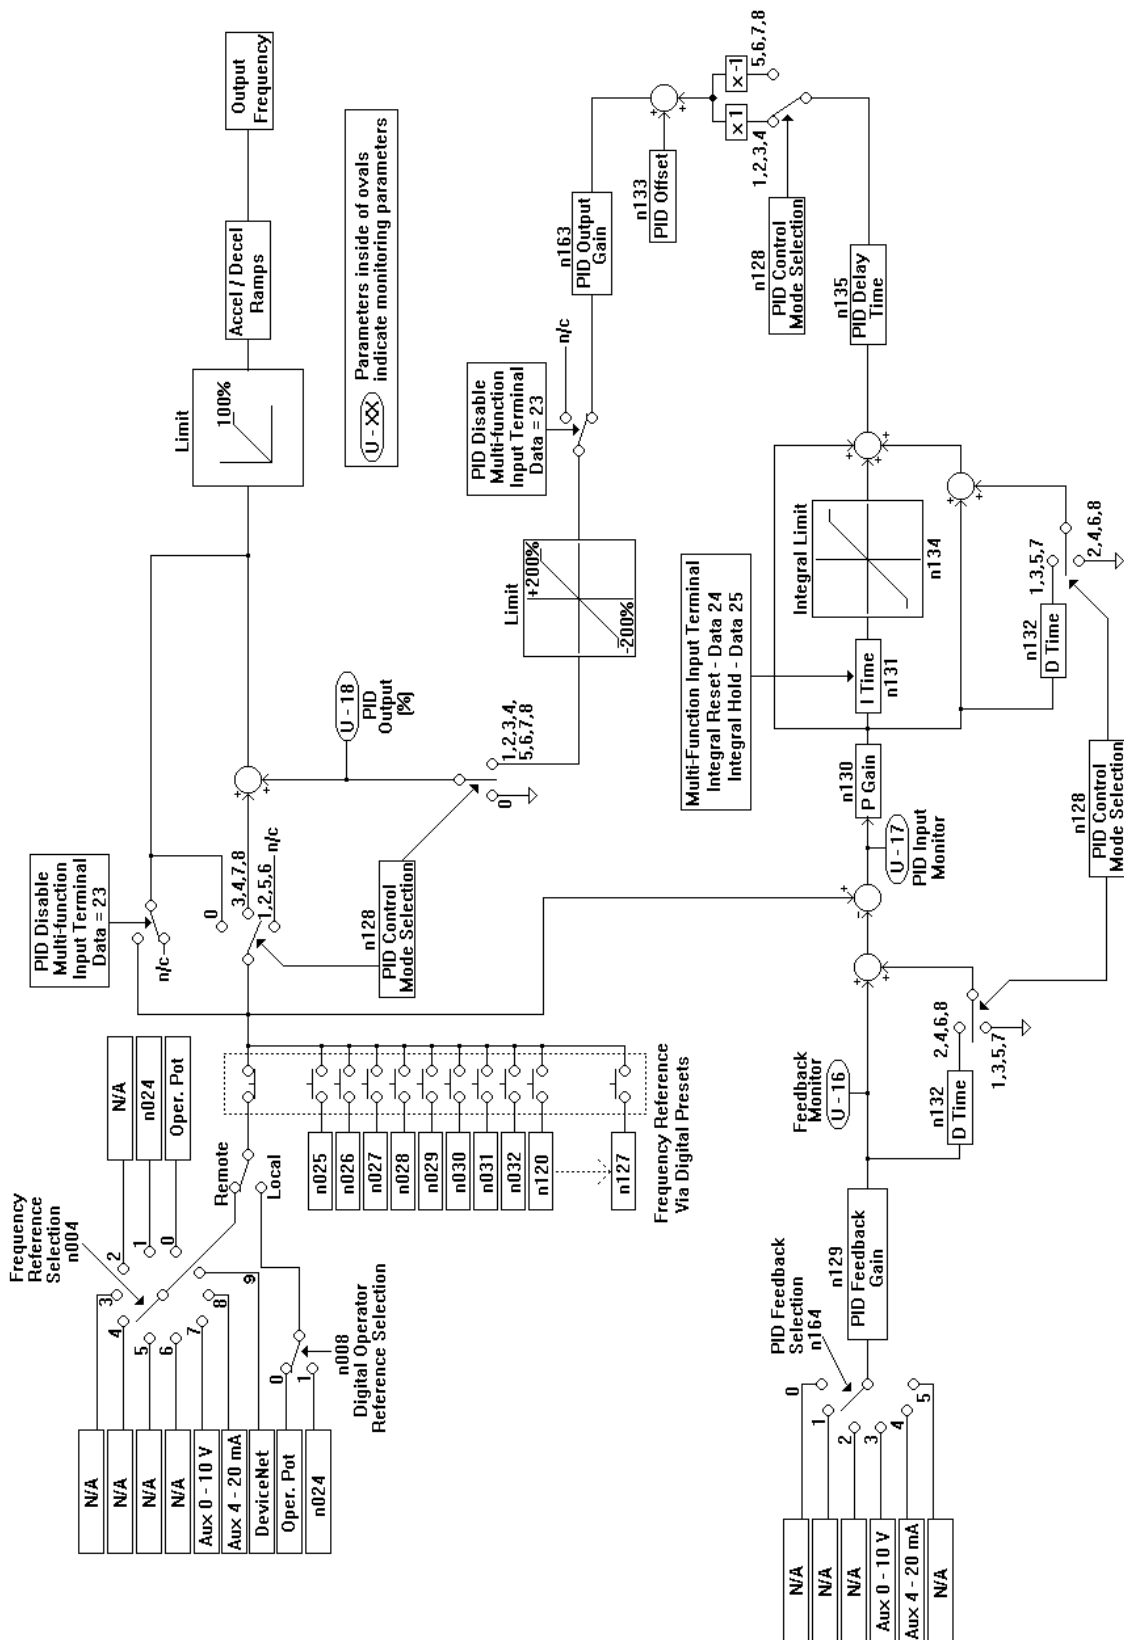 Frequency
Reference
Selection
n004
N/A
n024
Oper. Pot
2
1
0
3
4
5
6
7
8
9
N/A
N/A
N/A
N/A
Aux 0 - 10 V
Aux 4 - 20 mA
DeviceNet
Oper. Pot
n024
0
1
n008
Digital Operator
Reference Selection
Remote
Local
n025
n026
n027
n028
n029
n030
n031
n032
n120
n127
Frequency Reference
Via Digital Presets
PID Disable
Multi-function
Input Terminal
Data = 23
n/c
0
3,4,7,8
1,2,5,6
n/c
n128
PID Control
Mode Selection
+
+
U - 18
PID
Output
(%)
0
1,2,3,4,
5,6,7,8
Limit
100%
Accel / Decel
Ramps
Output
Frequency
U - XX
Parameters inside of ovals
indicate monitoring parameters
Limit
+200%
-200%
PID Disable
Multi-function
Input Terminal
Data = 23
n/c
n163
PID Output
Gain
n133
PID Offset
+
+
x 1
x -1
1,2,3,4
5,6,7,8
n128
PID Control
Mode Selection
n135
PID Delay
Time
PID Feedback
Selection
n164
0
1
2
3
4
5
N/A
N/A
N/A
Aux 0 - 10 V
Aux 4 - 20 mA
N/A
n129
PID Feedback
Gain
Feedback
Monitor
U - 16
n132
D Time
2,4,6,8
1,3,5,7
+
+
-
+
U - 17
PID Input
Monitor
n130
P Gain
Multi-Function Input Terminal
Integral Reset - Data 24
Integral Hold - Data 25
I Time
n131
Integral Limit
n134
+
+
+
+
+
n132
D Time
1,3,5,7
2,4,6,8
n128
PID Control
Mode Selection